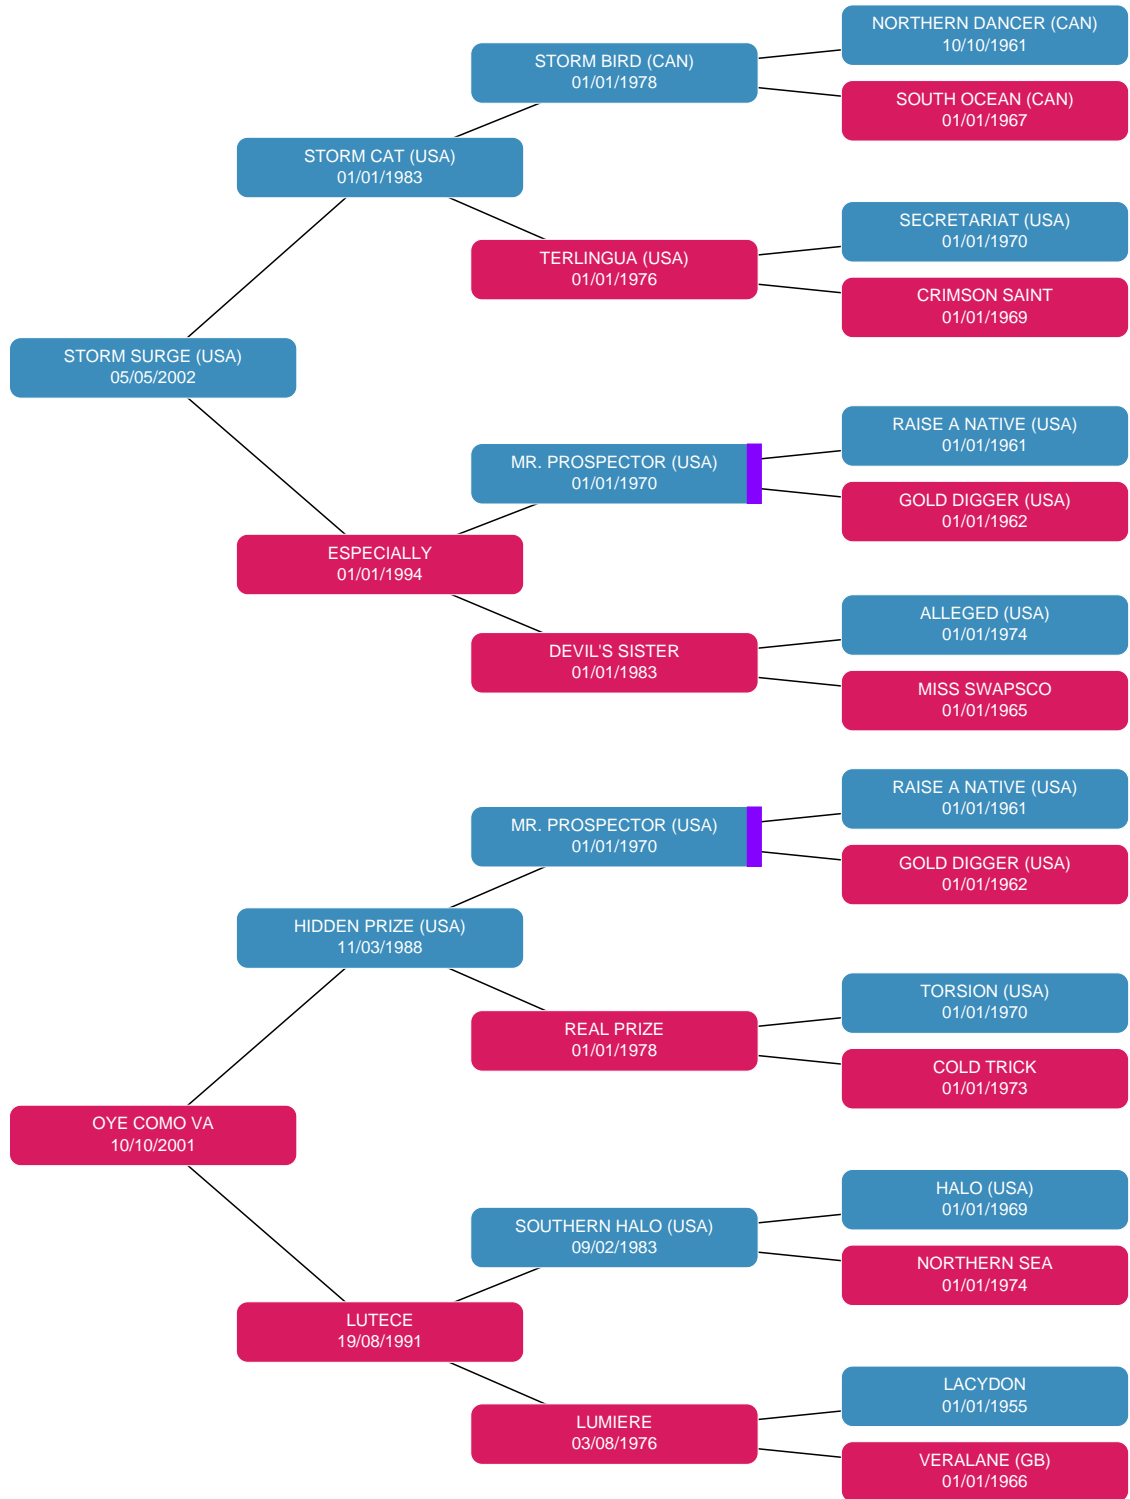 NORTHERN DANCER (CAN)
10/10/1961
STORM BIRD (CAN)
01/01/1978
SOUTH OCEAN (CAN)
01/01/1967
STORM CAT (USA)
01/01/1983
SECRETARIAT (USA)
01/01/1970
TERLINGUA (USA)
01/01/1976
CRIMSON SAINT
01/01/1969
STORM SURGE (USA)
05/05/2002
RAISE A NATIVE (USA)
01/01/1961
MR. PROSPECTOR (USA)
01/01/1970
GOLD DIGGER (USA)
01/01/1962
ESPECIALLY
01/01/1994
ALLEGED (USA)
01/01/1974
DEVIL'S SISTER
01/01/1983
MISS SWAPSCO
01/01/1965
RAISE A NATIVE (USA)
01/01/1961
MR. PROSPECTOR (USA)
01/01/1970
GOLD DIGGER (USA)
01/01/1962
HIDDEN PRIZE (USA)
11/03/1988
TORSION (USA)
01/01/1970
REAL PRIZE
01/01/1978
COLD TRICK
01/01/1973
OYE COMO VA
10/10/2001
HALO (USA)
01/01/1969
SOUTHERN HALO (USA)
09/02/1983
NORTHERN SEA
01/01/1974
LUTECE
19/08/1991
LACYDON
01/01/1955
LUMIERE
03/08/1976
VERALANE (GB)
01/01/1966